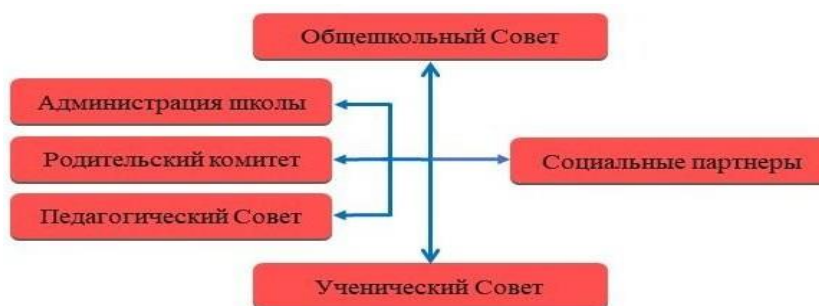 Общешкольный Совет
Администрация школы
Родительский комитет
Социальные партнеры
Педагогический Совет
Ученический Совет